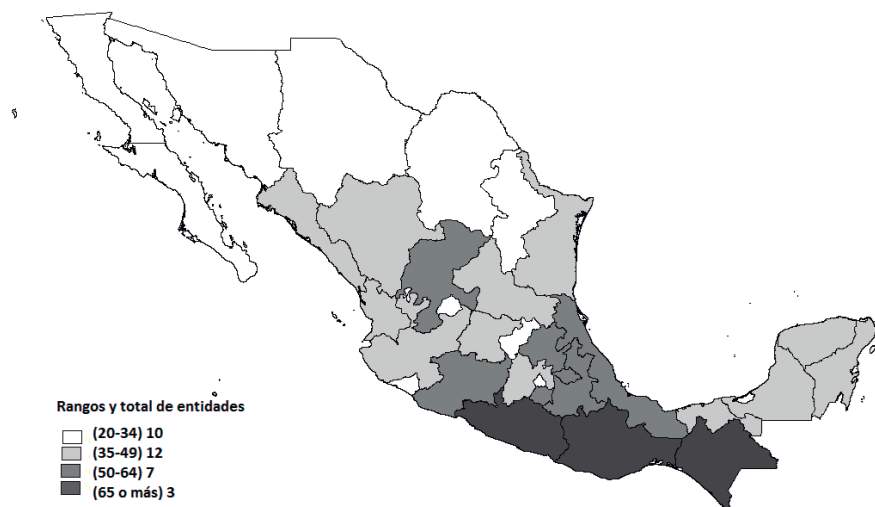 Rangos y total de entidades
(20-34) 10
(35-49) 12
(50-64) 7
(65 o más) 3